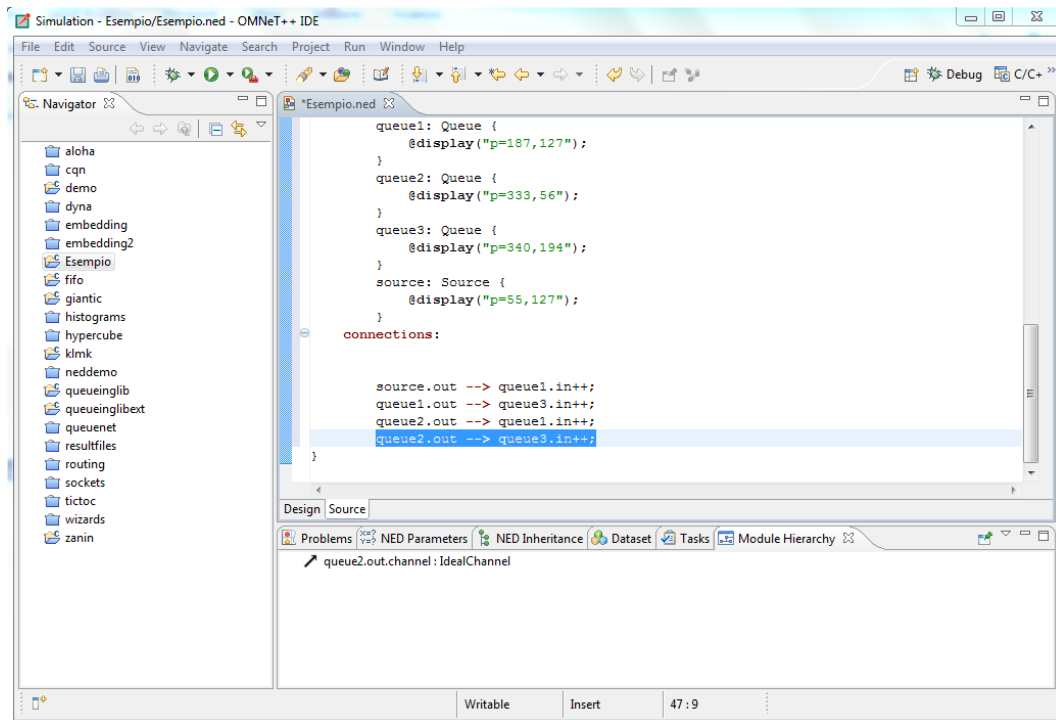 Simulation - Esempio/Esempio.ned - OMNeT++ IDE
File Edit Source View Navigate Search Project Run Window Help
Debug C/C+ »
Navigator
aloha
cqn
demo
dyna
embedding
embedding2
Esempio
fifo
giantic
histograms
hypercube
klmk
neddemo
queueinglib
queueinglibext
queuenet
resultfiles
routing
sockets
tictoc
wizards
zanin
*Esempio.ned
queue1: Queue {
@display("p=187,127");
}
queue2: Queue {
@display("p=333,56");
}
queue3: Queue {
@display("p=340,194");
}
source: Source {
@display("p=55,127");
}
connections:
source.out --> queue1.in++;
queue1.out --> queue3.in++;
queue2.out --> queue1.in++;
queue2.out --> queue3.in++;
}
Design Source
Problems NED Parameters NED Inheritance Dataset Tasks Module Hierarchy
queue2.out.channel : IdealChannel
Writable Insert 47 : 9